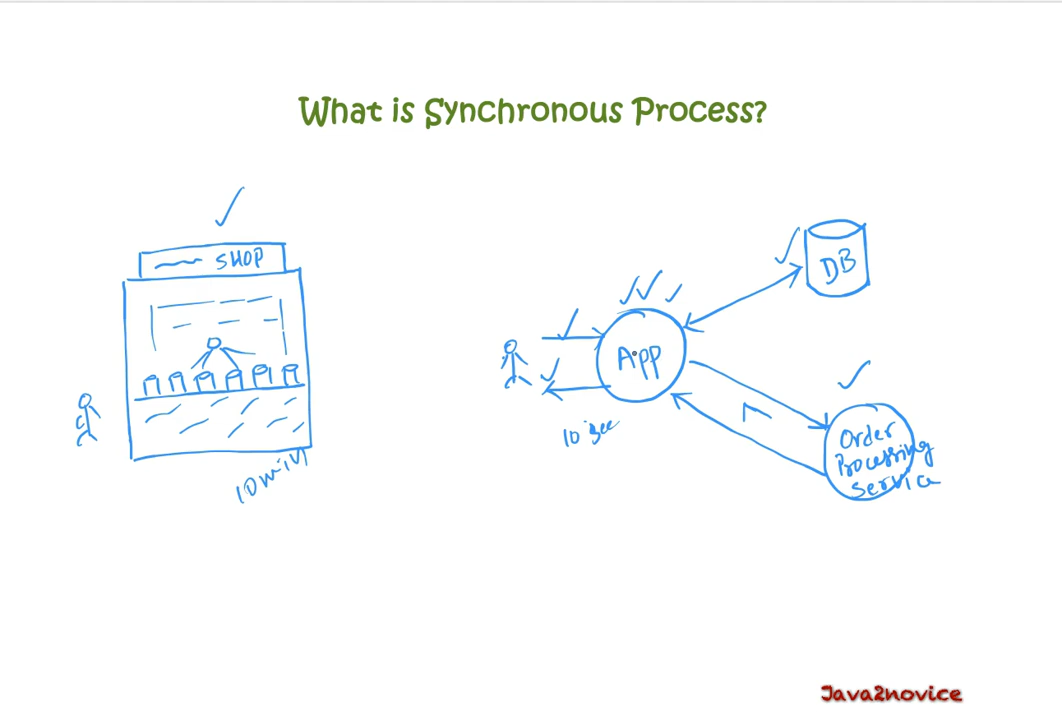 What is Synchronous Process?
SHOP
10 min
App
10 sec
DB
Order
Processing
Service
Java2novice